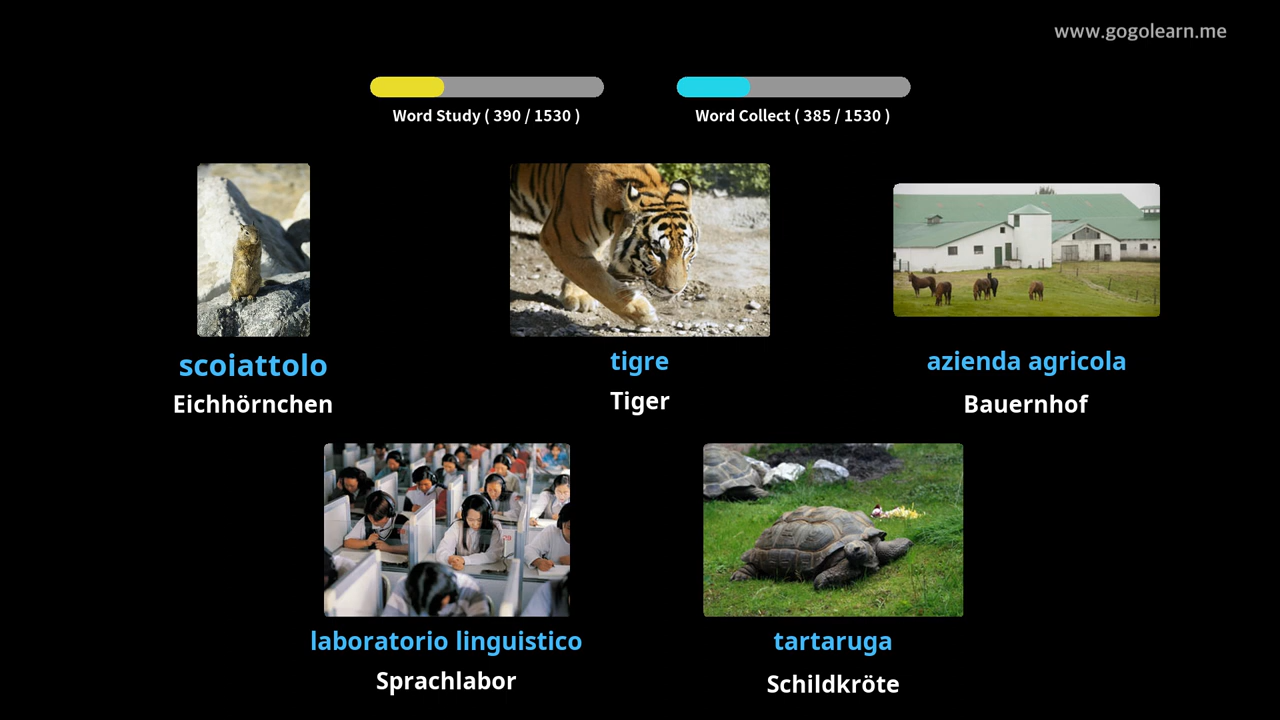 www.gogolearn.me
Word Study ( 390 / 1530 )
Word Collect ( 385 / 1530 )
scoiattolo
Eichhörnchen
tigre
Tiger
azienda agricola
Bauernhof
laboratorio linguistico
Sprachlabor
tartaruga
Schildkröte